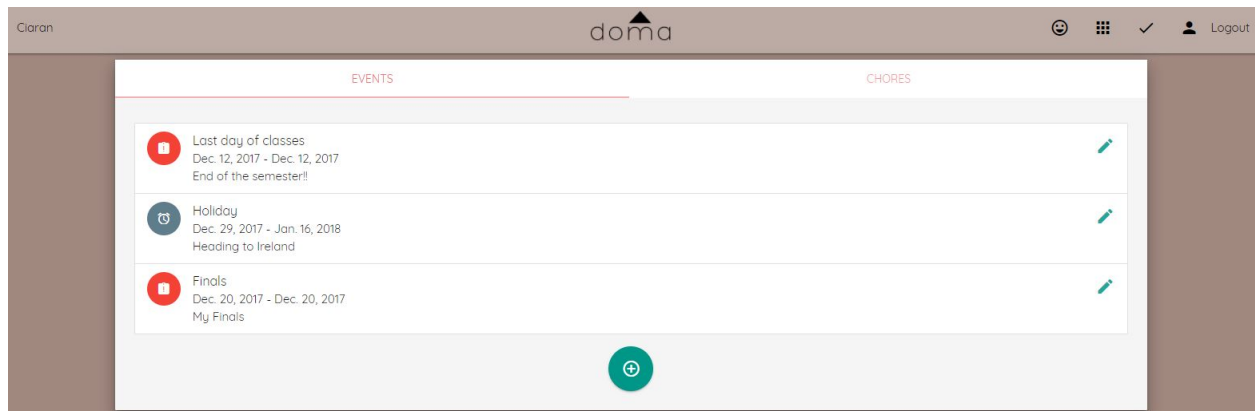 Ciaran
doma
Logout
EVENTS
CHORES
Last day of classes
Dec. 12, 2017 - Dec. 12, 2017
End of the semester!!
Holiday
Dec. 29, 2017 - Jan. 16, 2018
Heading to Ireland
Finals
Dec. 20, 2017 - Dec. 20, 2017
My Finals